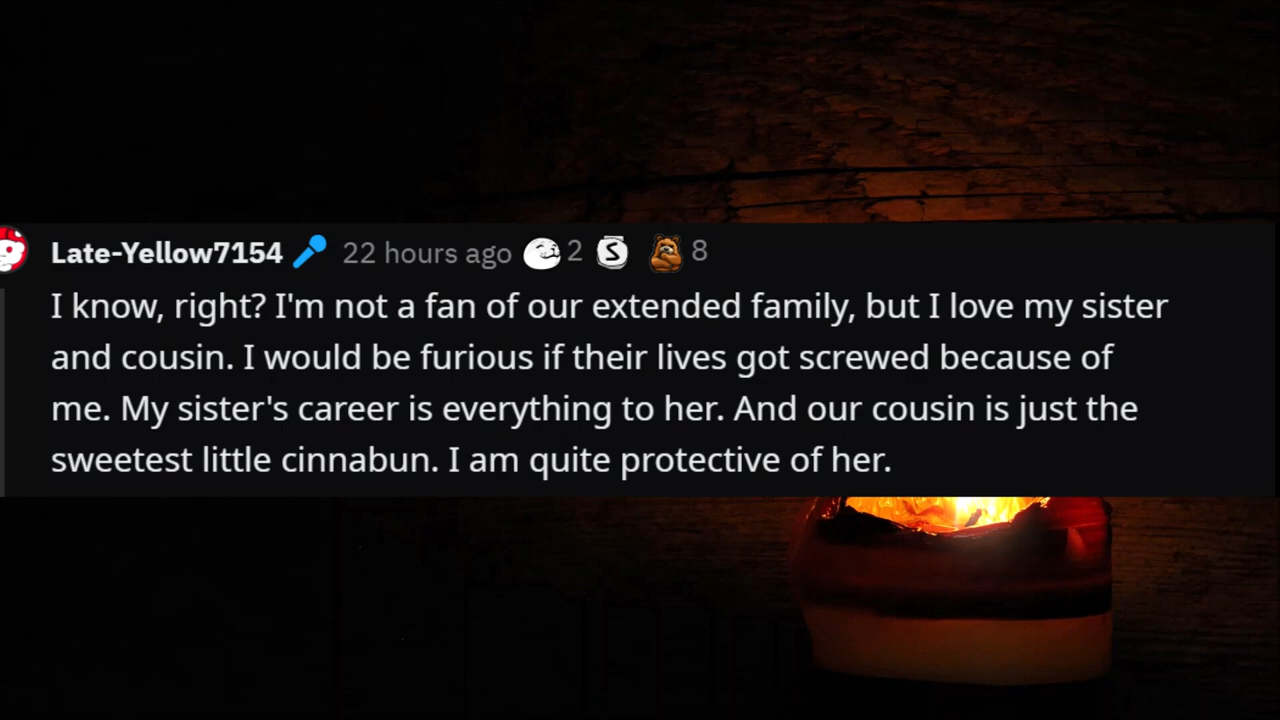 Late-Yellow7154 22 hours ago 2 S 8
I know, right? I'm not a fan of our extended family, but I love my sister
and cousin. I would be furious if their lives got screwed because of
me. My sister's career is everything to her. And our cousin is just the
sweetest little cinnabun. I am quite protective of her.